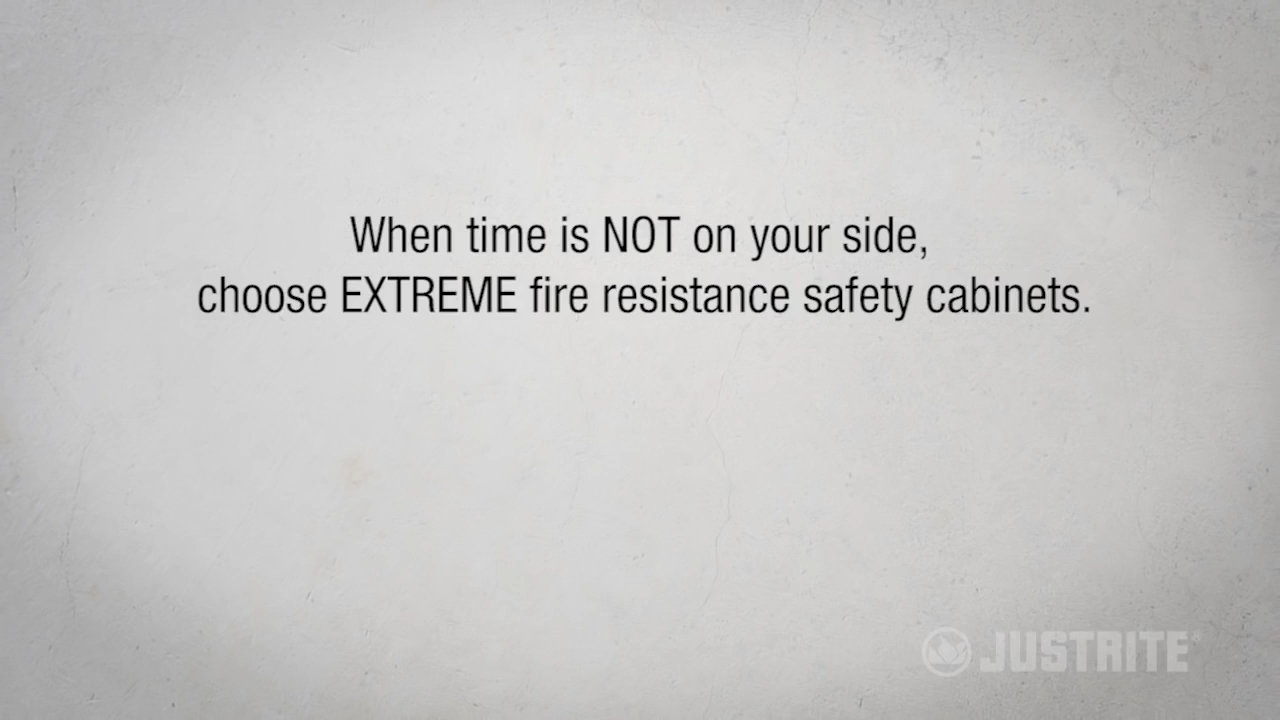 When time is NOT on your side,
choose EXTREME fire resistance safety cabinets.
JUSTRITE®